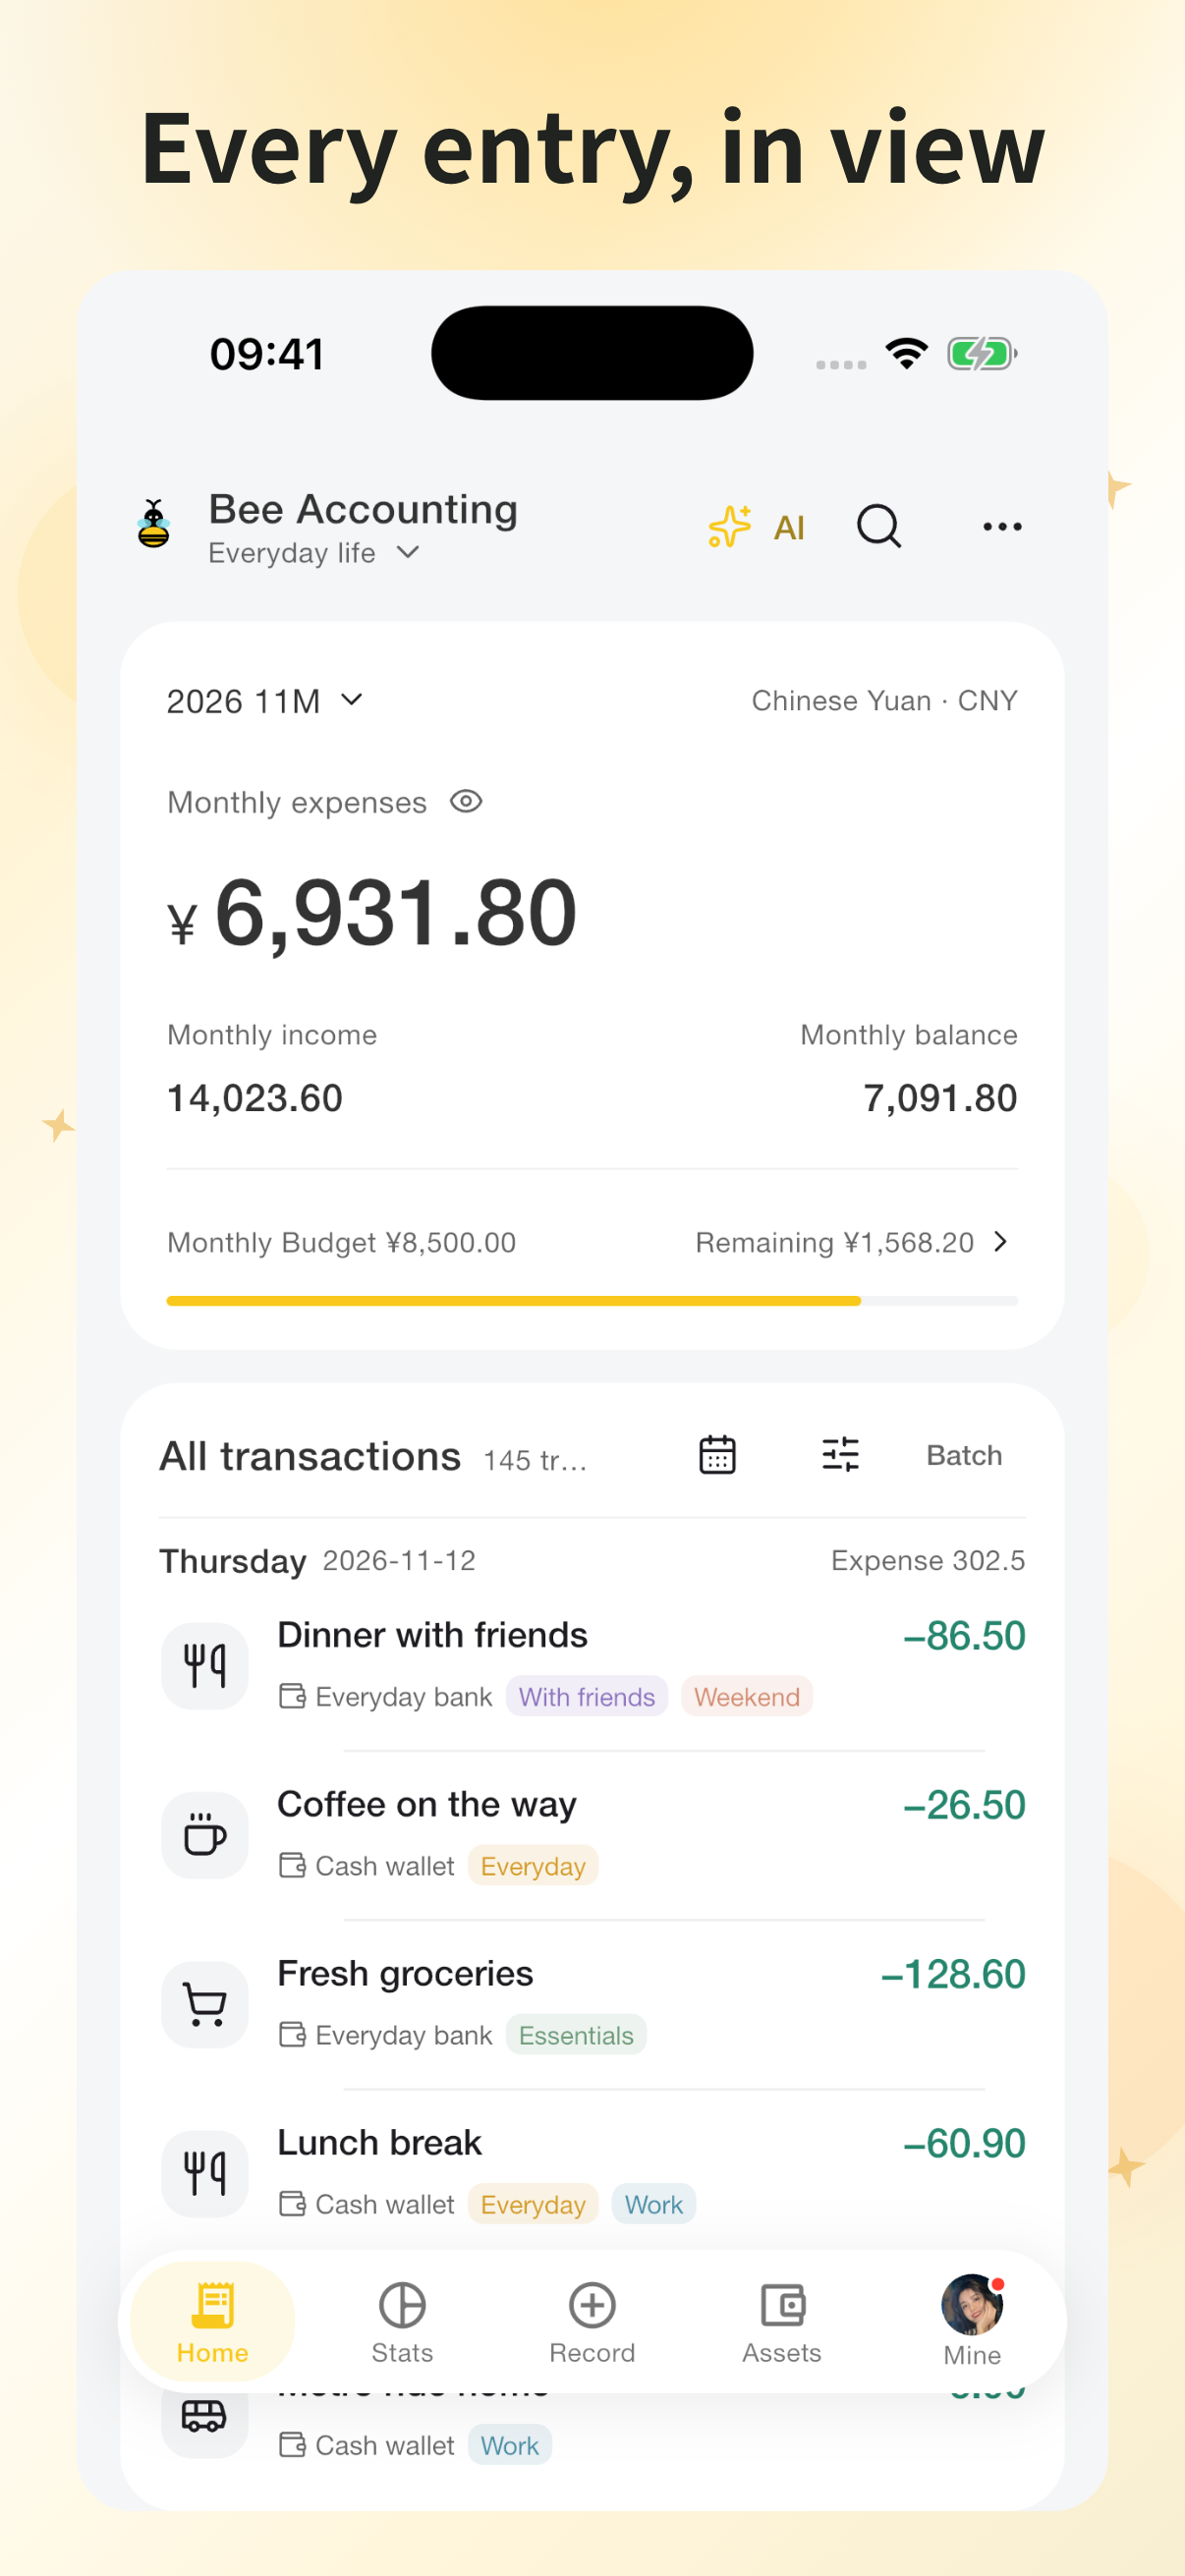 Every entry, in view
09:41
Bee Accounting
Everyday life
AI
2026 11M
Chinese Yuan · CNY
Monthly expenses
¥ 6,931.80
Monthly income
Monthly balance
14,023.60
7,091.80
Monthly Budget ¥8,500.00
Remaining ¥1,568.20
All transactions 145 tr...
Batch
Thursday 2026-11-12
Expense 302.5
Dinner with friends
–86.50
Everyday bank With friends Weekend
Coffee on the way
–26.50
Cash wallet Everyday
Fresh groceries
–128.60
Everyday bank Essentials
Lunch break
–60.90
Cash wallet Everyday Work
Home
Stats
Record
Assets
Mine
Cash wallet Work